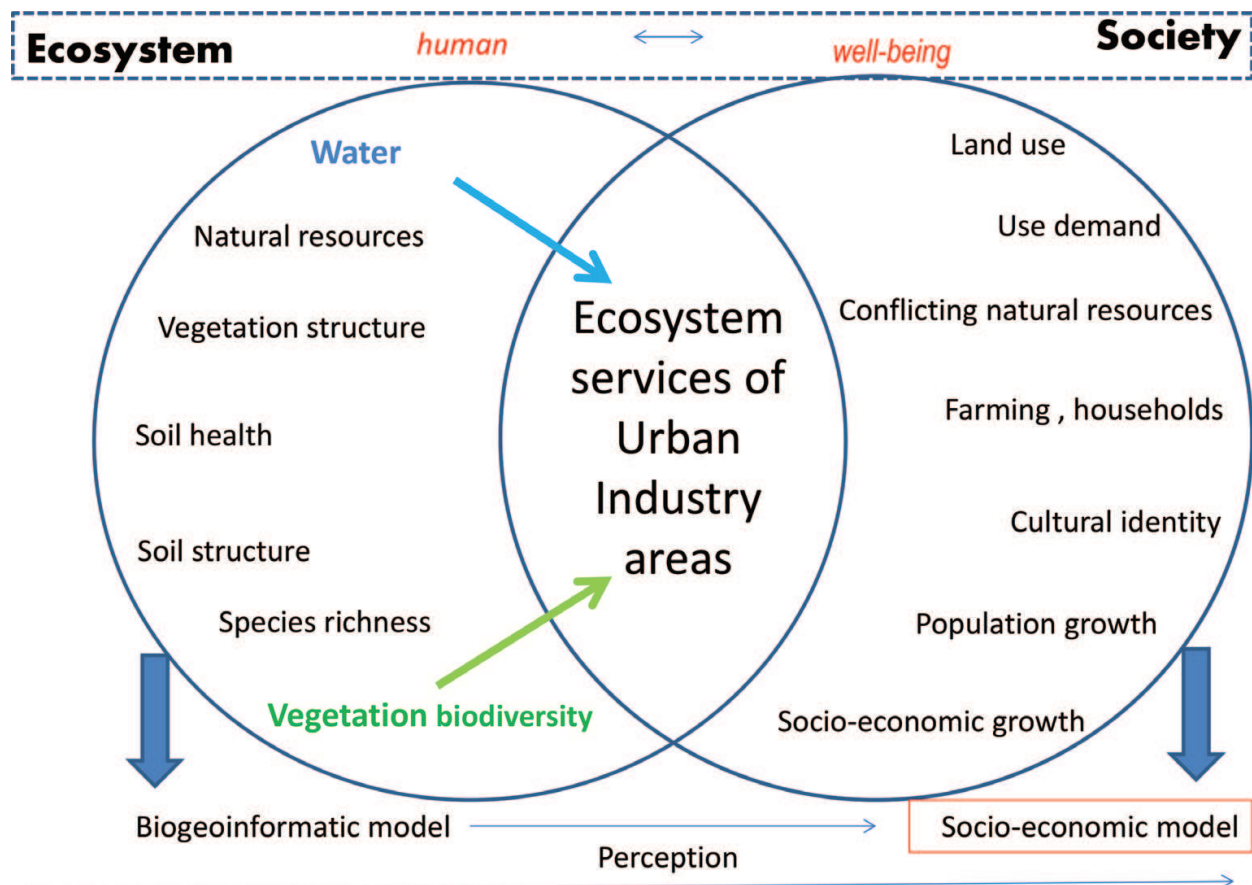 Ecosystem
human
well-being
Society
Water
Natural resources
Vegetation structure
Soil health
Soil structure
Species richness
Vegetation biodiversity
Ecosystem
services of
Urban
Industry
areas
Land use
Use demand
Conflicting natural resources
Farming , households
Cultural identity
Population growth
Socio-economic growth
Biogeoinformatic model
Socio-economic model
Perception